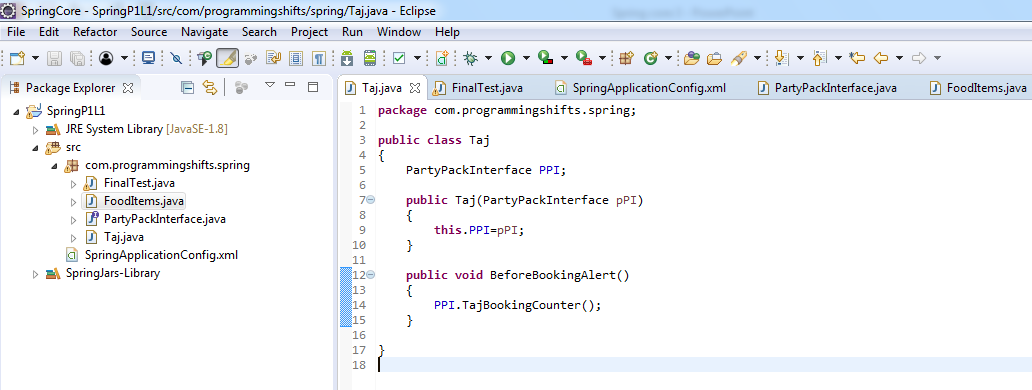 SpringCore - SpringP1L1/src/com/programmingshifts/spring/Taj.java - Eclipse
File Edit Refactor Source Navigate Search Project Run Window Help
Package Explorer
SpringP1L1
JRE System Library [JavaSE-1.8]
src
com.programmingshifts.spring
FinalTest.java
FoodItems.java
PartyPackInterface.java
Taj.java
SpringApplicationConfig.xml
SpringJars-Library
Taj.java FinalTest.java SpringApplicationConfig.xml PartyPackInterface.java FoodItems.java
1 package com.programmingshifts.spring;
2
3 public class Taj
4 {
5 PartyPackInterface PPI;
6
7 public Taj(PartyPackInterface pPI)
8 {
9 this.PPI=pPI;
10 }
11
12 public void BeforeBookingAlert()
13 {
14 PPI.TajBookingCounter();
15 }
16
17 }
18